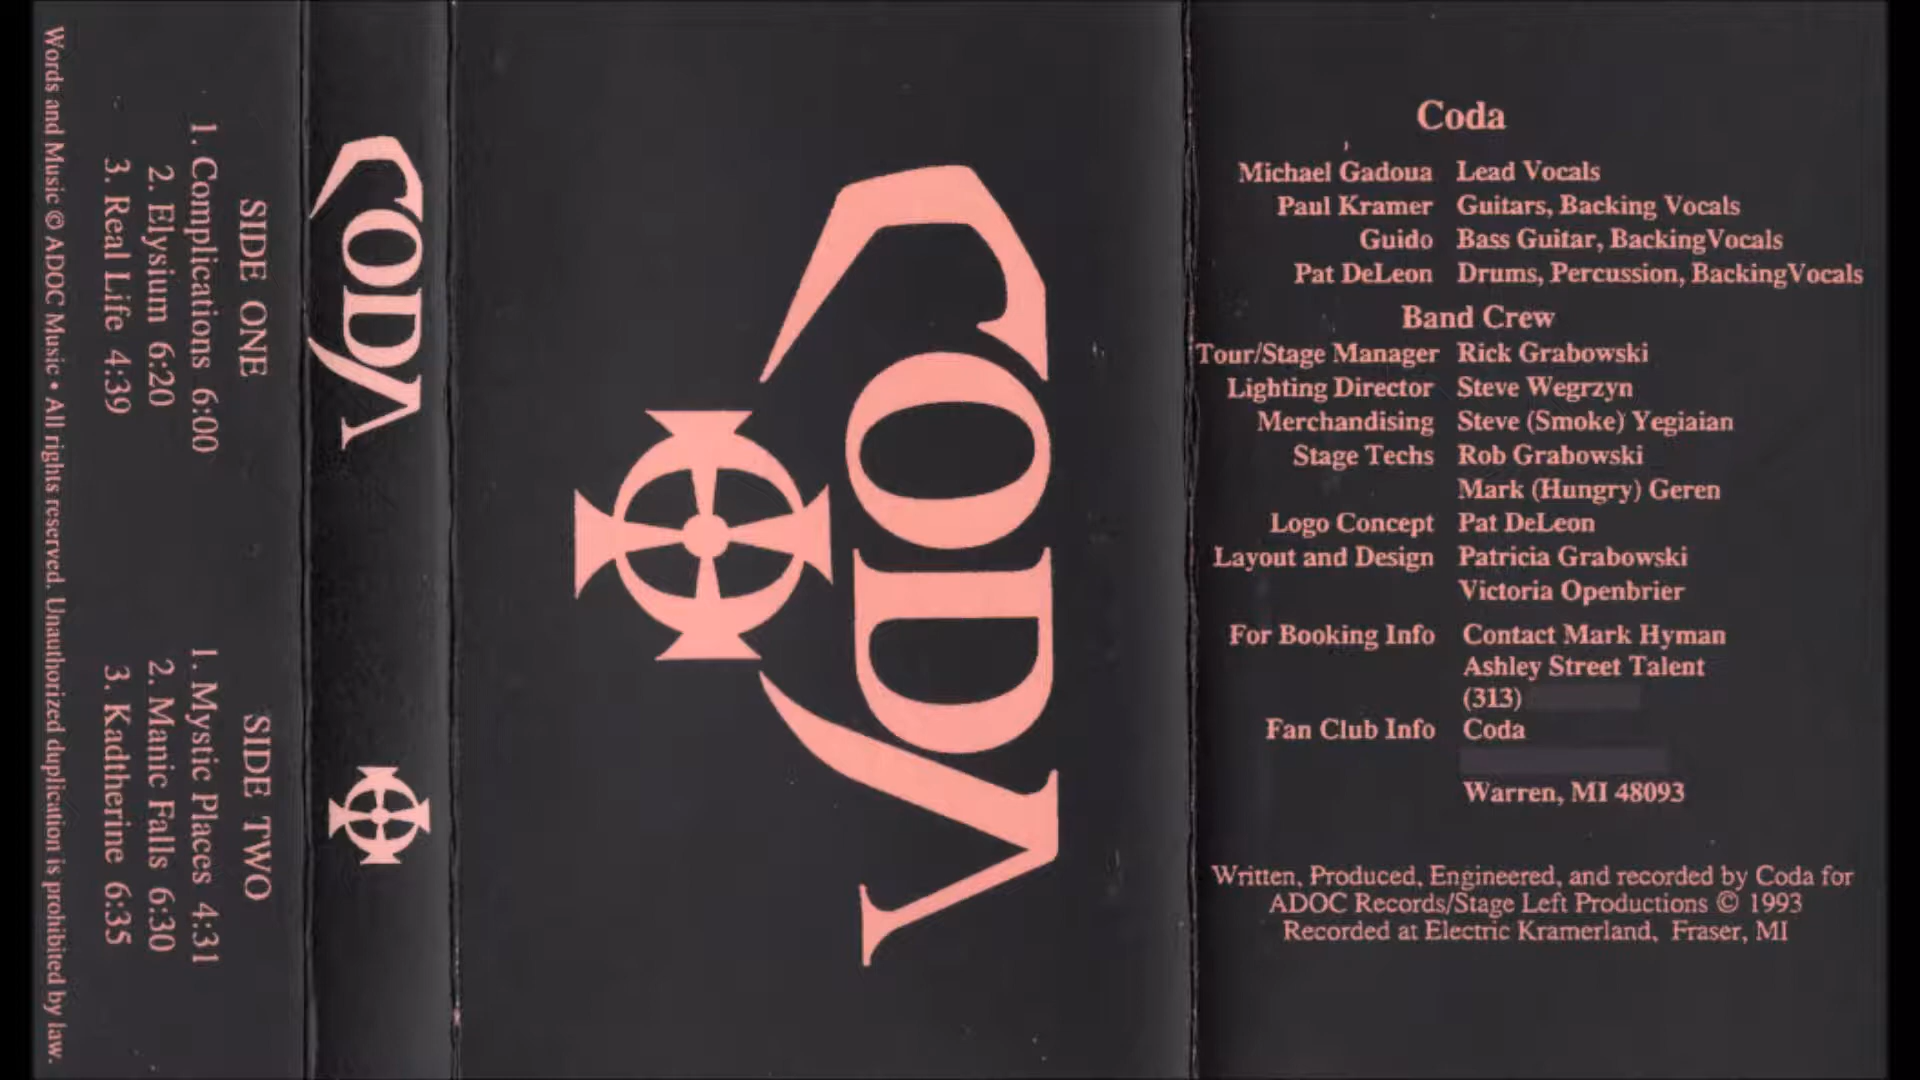 Words and Music © ADOC Music • All rights reserved. Unauthorized duplication is prohibited by law.
SIDE ONE
1. Complications 6:00
2. Elysium 6:20
3. Real Life 4:39
SIDE TWO
1. Mystic Places 4:31
2. Manic Falls 6:30
3. Kadtherine 6:35
CODA
CODA
Coda
Michael Gadoua Lead Vocals
Paul Kramer Guitars, Backing Vocals
Guido Bass Guitar, BackingVocals
Pat DeLeon Drums, Percussion, BackingVocals
Band Crew
Tour/Stage Manager Rick Grabowski
Lighting Director Steve Wegrzyn
Merchandising Steve (Smoke) Yegiaian
Stage Techs Rob Grabowski
Mark (Hungry) Geren
Logo Concept Pat DeLeon
Layout and Design Patricia Grabowski
Victoria Openbrier
For Booking Info Contact Mark Hyman
Ashley Street Talent
(313)
Fan Club Info Coda
Warren, MI 48093
Written, Produced, Engineered, and recorded by Coda for
ADOC Records/Stage Left Productions © 1993
Recorded at Electric Kramerland, Fraser, MI